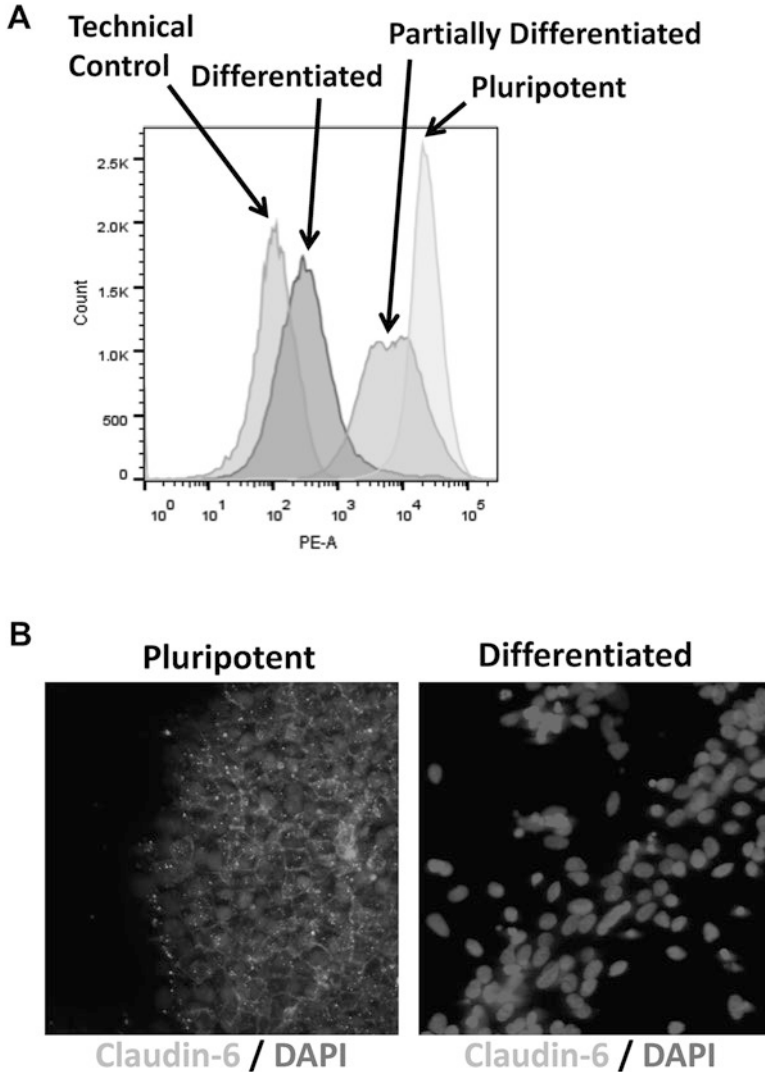 A
Technical
Control
Differentiated
Partially Differentiated
Pluripotent
2.5K
2.0K
1.5K
1.0K
500
0
Count
10^0 10^1 10^2 10^3 10^4 10^5
PE-A
B
Pluripotent
Differentiated
Claudin-6 / DAPI
Claudin-6 / DAPI